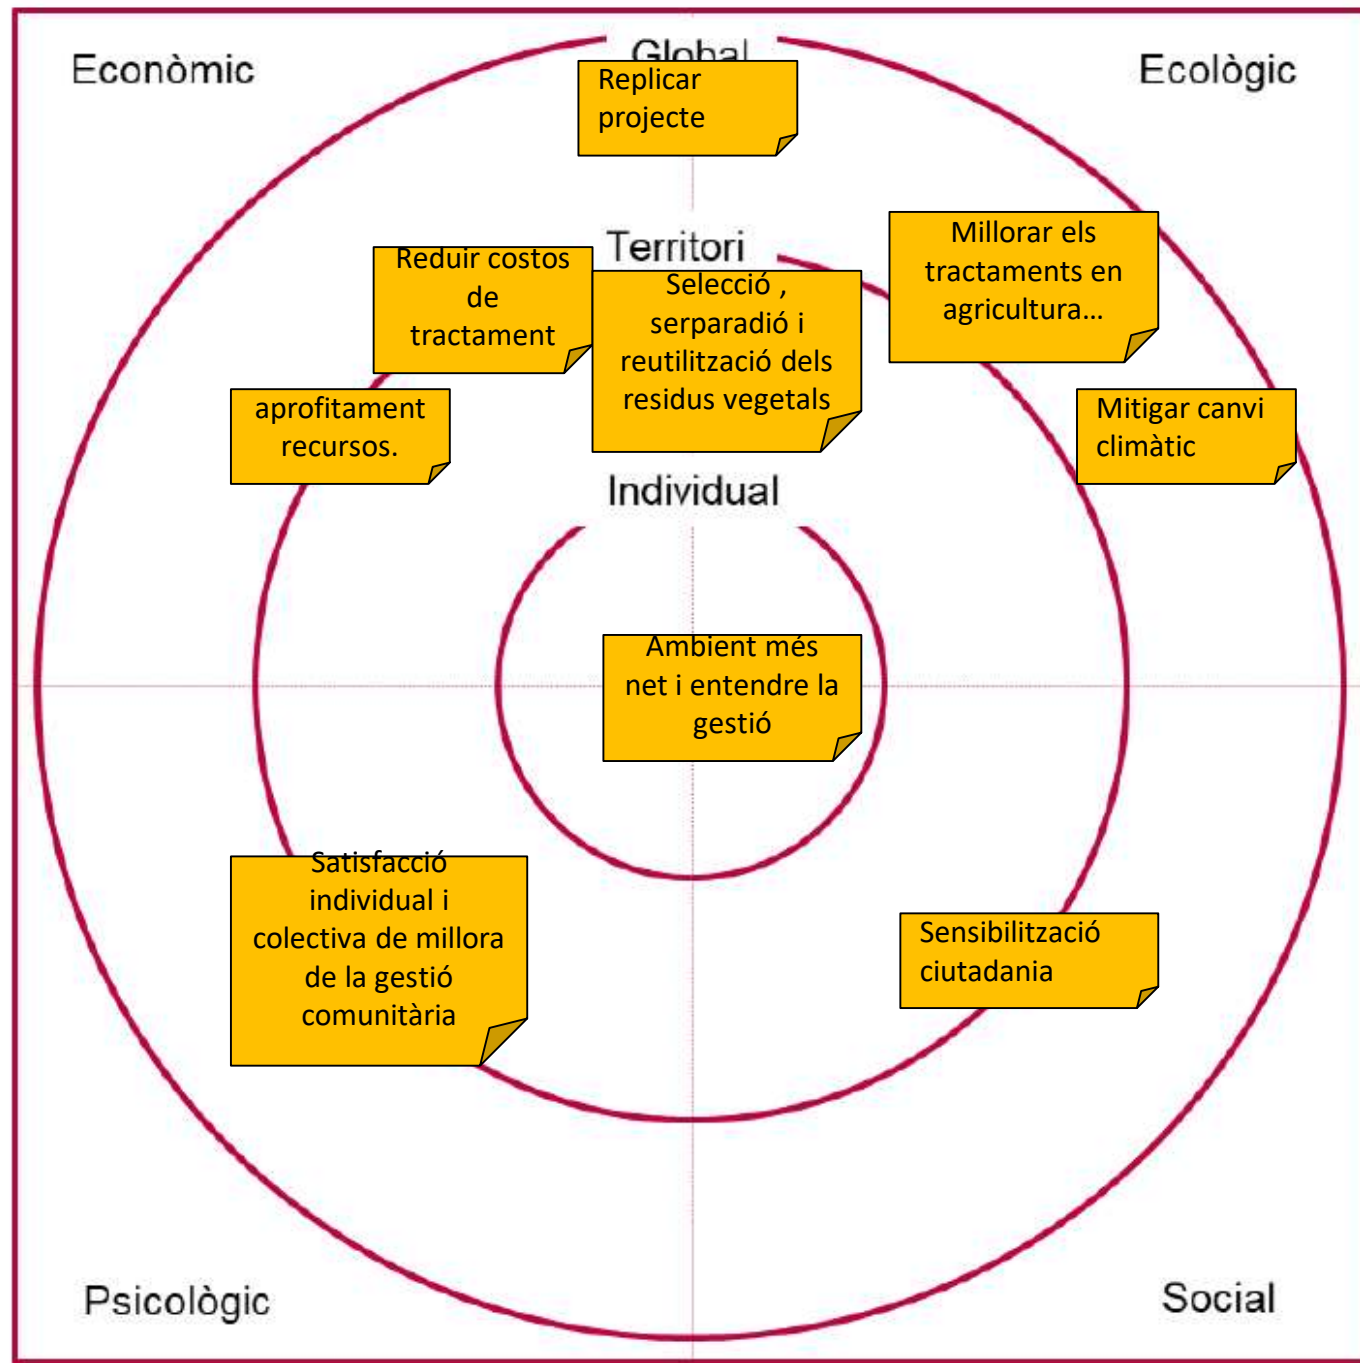 Econòmic
Global
Ecològic
Replicar
projecte
Territori
Reduir costos
de
tractament
Selecció ,
serparadió i
reutilització dels
residus vegetals
Millorar els
tractaments en
agricultura...
aprofitament
recursos.
Mitigar canvi
climàtic
Individual
Ambient més
net i entendre la
gestió
Satisfacció
individual i
colectiva de millora
de la gestió
comunitària
Sensibilització
ciutadania
Psicològic
Social